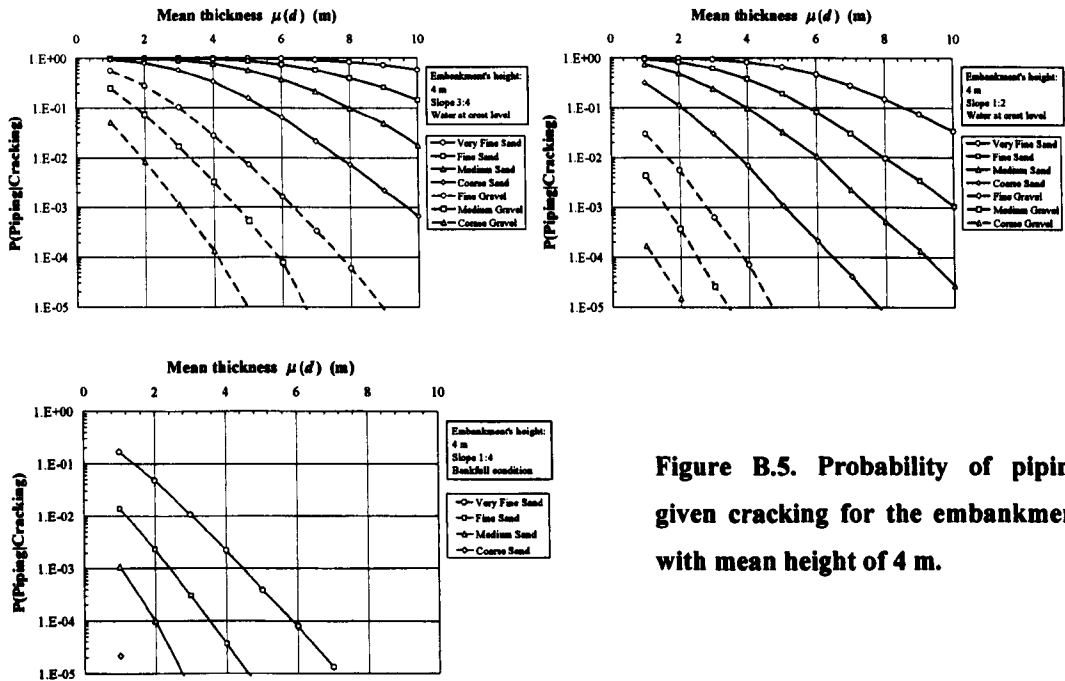 Mean thickness μ(d) (m)
0 2 4 6 8 10
1.E+00
1.E-01
1.E-02
1.E-03
1.E-04
1.E-05
P(Piping|Cracking)
Embankment's height:
4 m
Slope 3:4
Water at crest level
Very Fine Sand
Fine Sand
Medium Sand
Coarse Sand
Fine Gravel
Medium Gravel
Coarse Gravel
Mean thickness μ(d) (m)
0 2 4 6 8 10
1.E+00
1.E-01
1.E-02
1.E-03
1.E-04
1.E-05
P(Piping|Cracking)
Embankment's height:
4 m
Slope 1:2
Water at crest level
Very Fine Sand
Fine Sand
Medium Sand
Coarse Sand
Fine Gravel
Medium Gravel
Coarse Gravel
Mean thickness μ(d) (m)
0 2 4 6 8 10
1.E+00
1.E-01
1.E-02
1.E-03
1.E-04
1.E-05
P(Piping|Cracking)
Embankment's height:
4 m
Slope 1:4
Bankfull condition
Very Fine Sand
Fine Sand
Medium Sand
Coarse Sand
Figure B.5. Probability of pipin
given cracking for the embankmen
with mean height of 4 m.